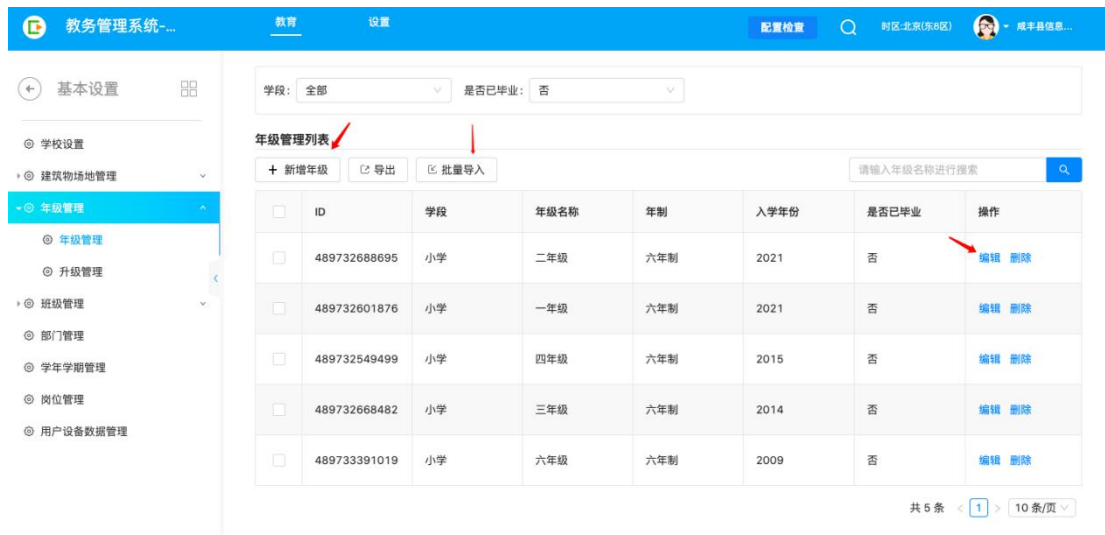 教务管理系统-...
教育 设置
配置检查 时区:北京(东8区) 咸丰县信息...
基本设置
学校设置
建筑物场地管理
年级管理
年级管理
升级管理
班级管理
部门管理
学年学期管理
岗位管理
用户设备数据管理
学段: 全部 是否已毕业: 否
年级管理列表
+ 新增年级 导出 批量导入 请输入年级名称进行搜索
ID 学段 年级名称 年制 入学年份 是否已毕业 操作
489732688695 小学 二年级 六年制 2021 否 编辑 删除
489732601876 小学 一年级 六年制 2021 否 编辑 删除
489732549499 小学 四年级 六年制 2015 否 编辑 删除
489732668482 小学 三年级 六年制 2014 否 编辑 删除
489733391019 小学 六年级 六年制 2009 否 编辑 删除
共 5 条 < 1 > 10 条/页